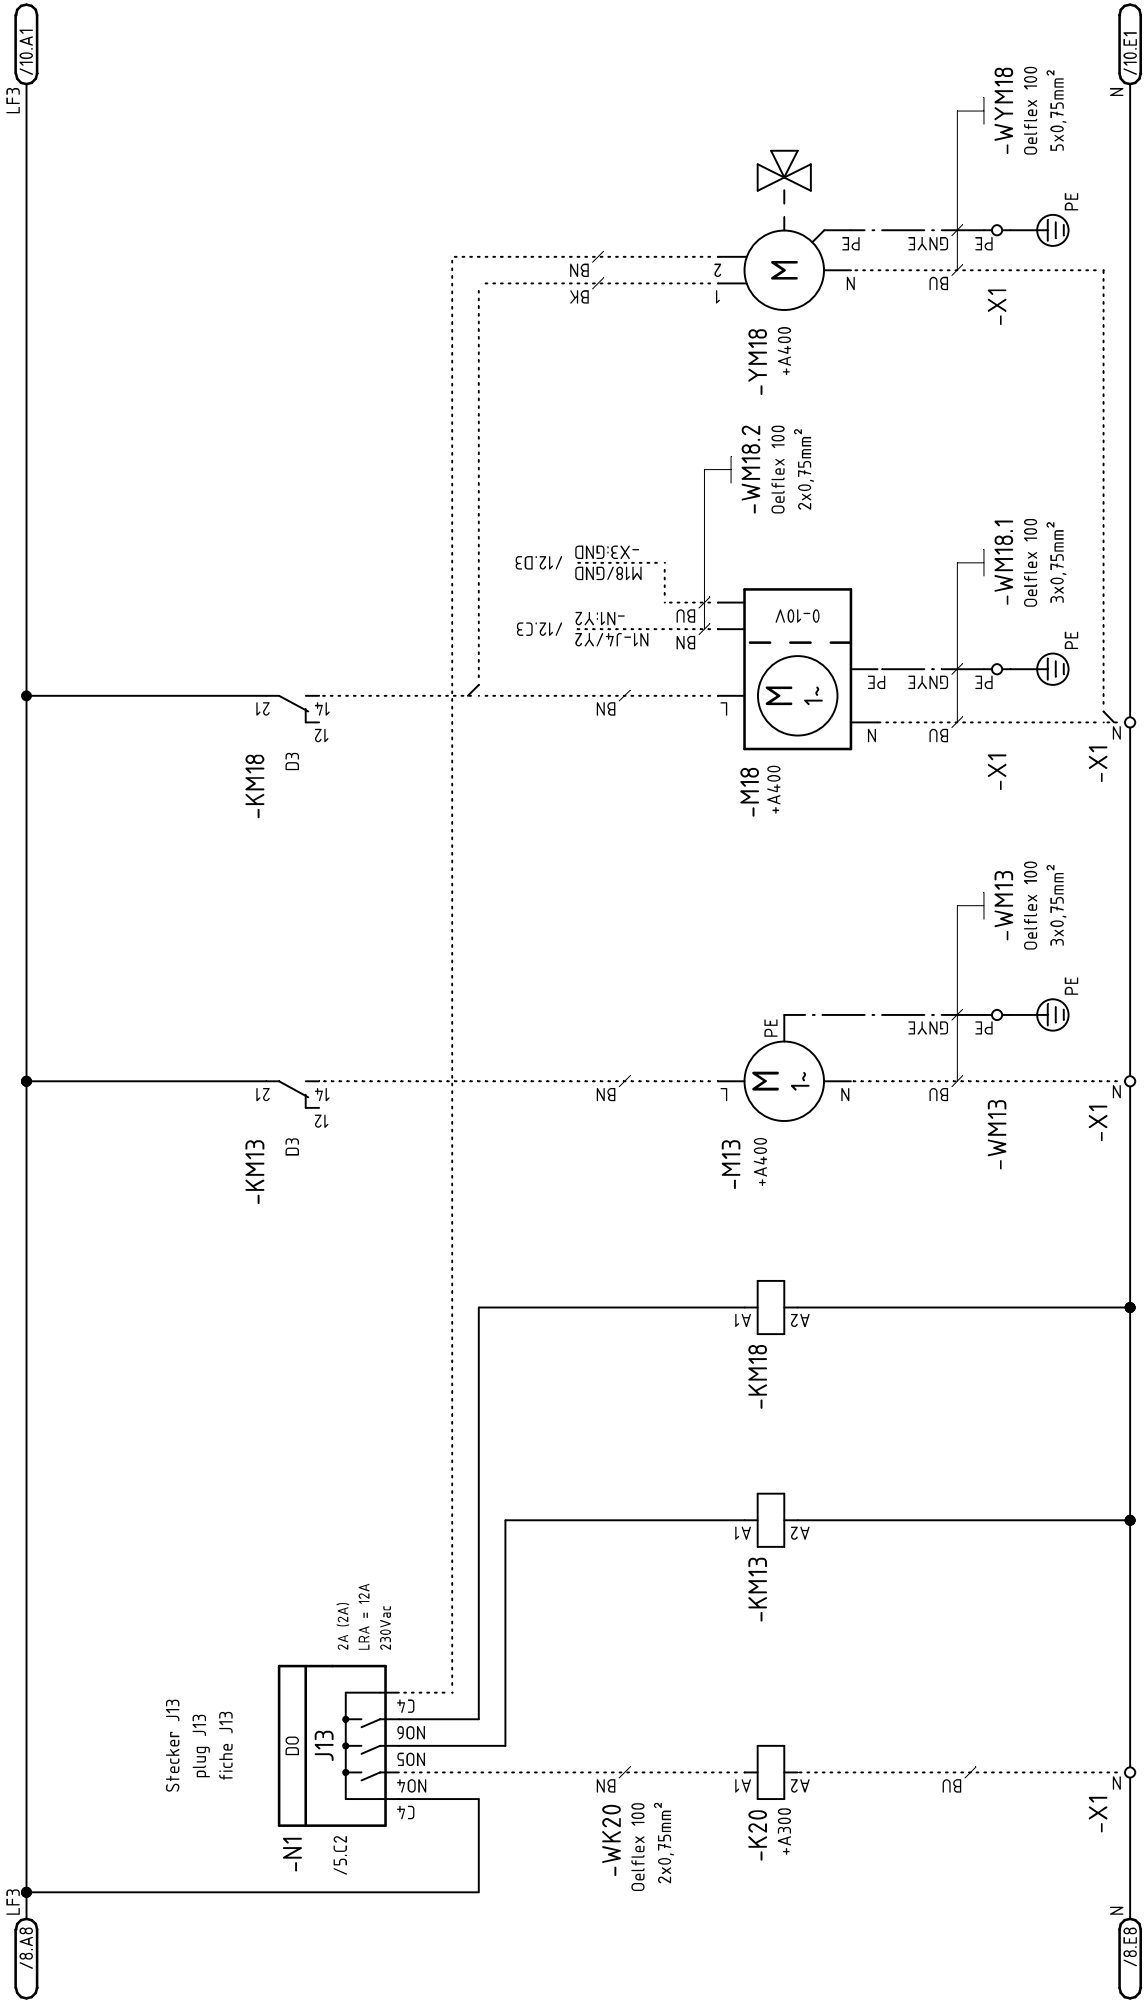 /8.A8
LF3
LF3
/10.A1
Stecker J13
plug J13
fiche J13
-N1
/5.C2
DO
J13
2A (2A)
LRA = 12A
230Vac
C4
NO4
NO5
NO6
C4
-KM13
D3
21
12
14
-KM18
D3
21
12
14
BN
-WK20
Oelflex 100
2x0,75mm²
BN
BN
BK
BN
N1-J4/Y2
-N1:Y2
/12.C3
M18/GND
-X3:GND
/12.D3
BN
BU
-WM18.2
Oelflex 100
2x0,75mm²
-K20
+A300
A1
A2
-KM13
A1
A2
-KM18
A1
A2
-M13
+A400
L
M
1~
PE
N
-M18
+A400
L
M
1~
0-10V
N
PE
-YM18
+A400
1
2
M
N
PE
BU
BU
GNYE
BU
GNYE
BU
GNYE
-WM13
PE
PE
-WM13
Oelflex 100
3x0,75mm²
-X1
PE
PE
-WM18.1
Oelflex 100
3x0,75mm²
-X1
PE
PE
-WYM18
Oelflex 100
5x0,75mm²
-X1
N
-X1
N
-X1
N
/8.E8
N
N
/10.E1